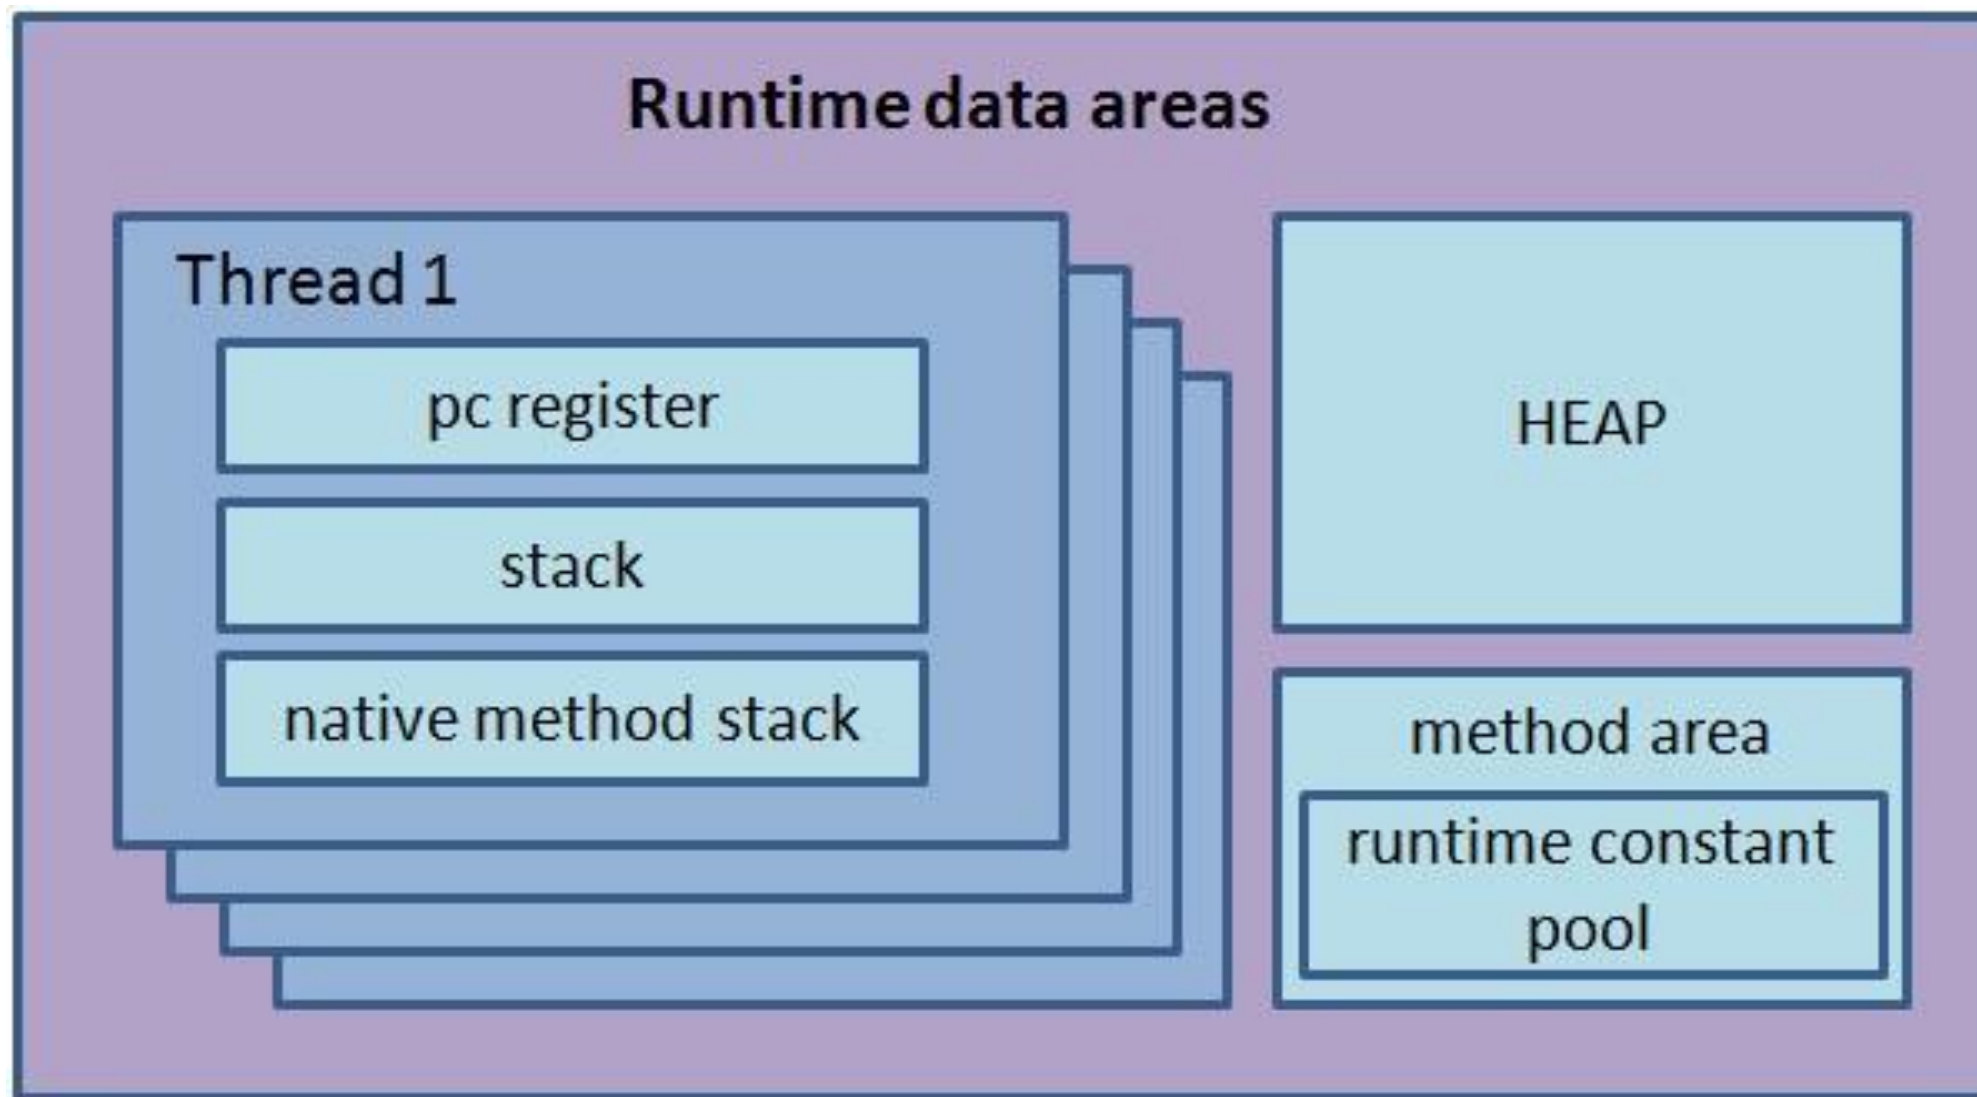 Runtime data areas
Thread 1
pc register
stack
native method stack
HEAP
method area
runtime constant
pool